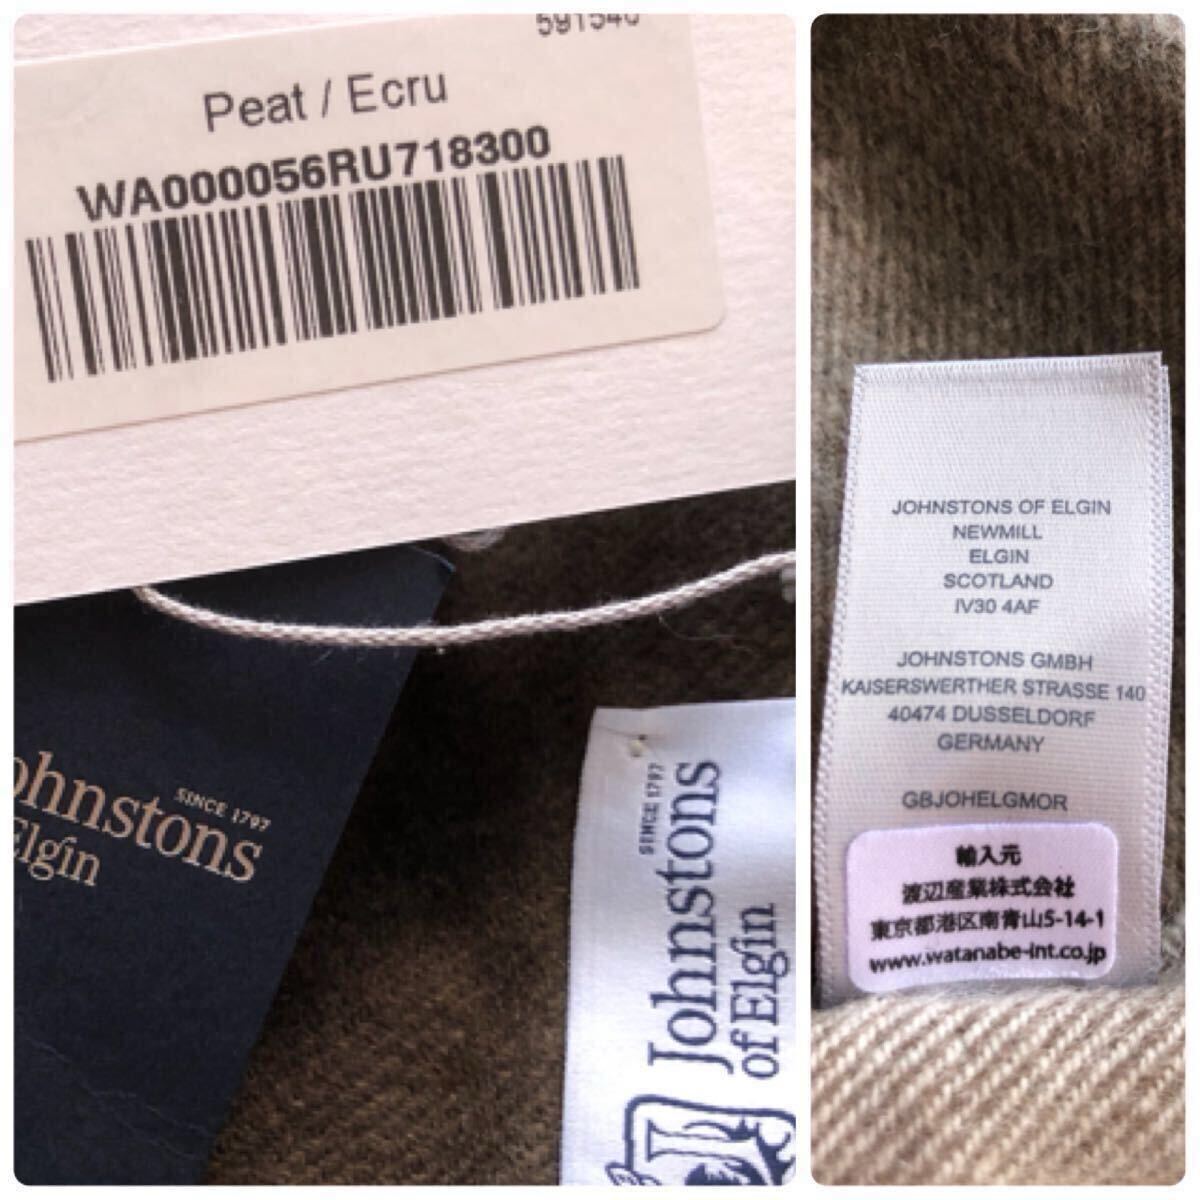 Peat / Ecru
WA000056RU718300
SINCE 1797
ohnstons
Elgin
SINCE 1797
Johnstons
of Elgin
JOHNSTONS OF ELGIN
NEWMILL
ELGIN
SCOTLAND
IV30 4AF
JOHNSTONS GMBH
KAISERSWERTHER STRASSE 140
40474 DUSSELDORF
GERMANY
GBJOHELGMOR
輸入元
渡辺産業株式会社
東京都港区南青山5-14-1
www.watanabe-int.co.jp